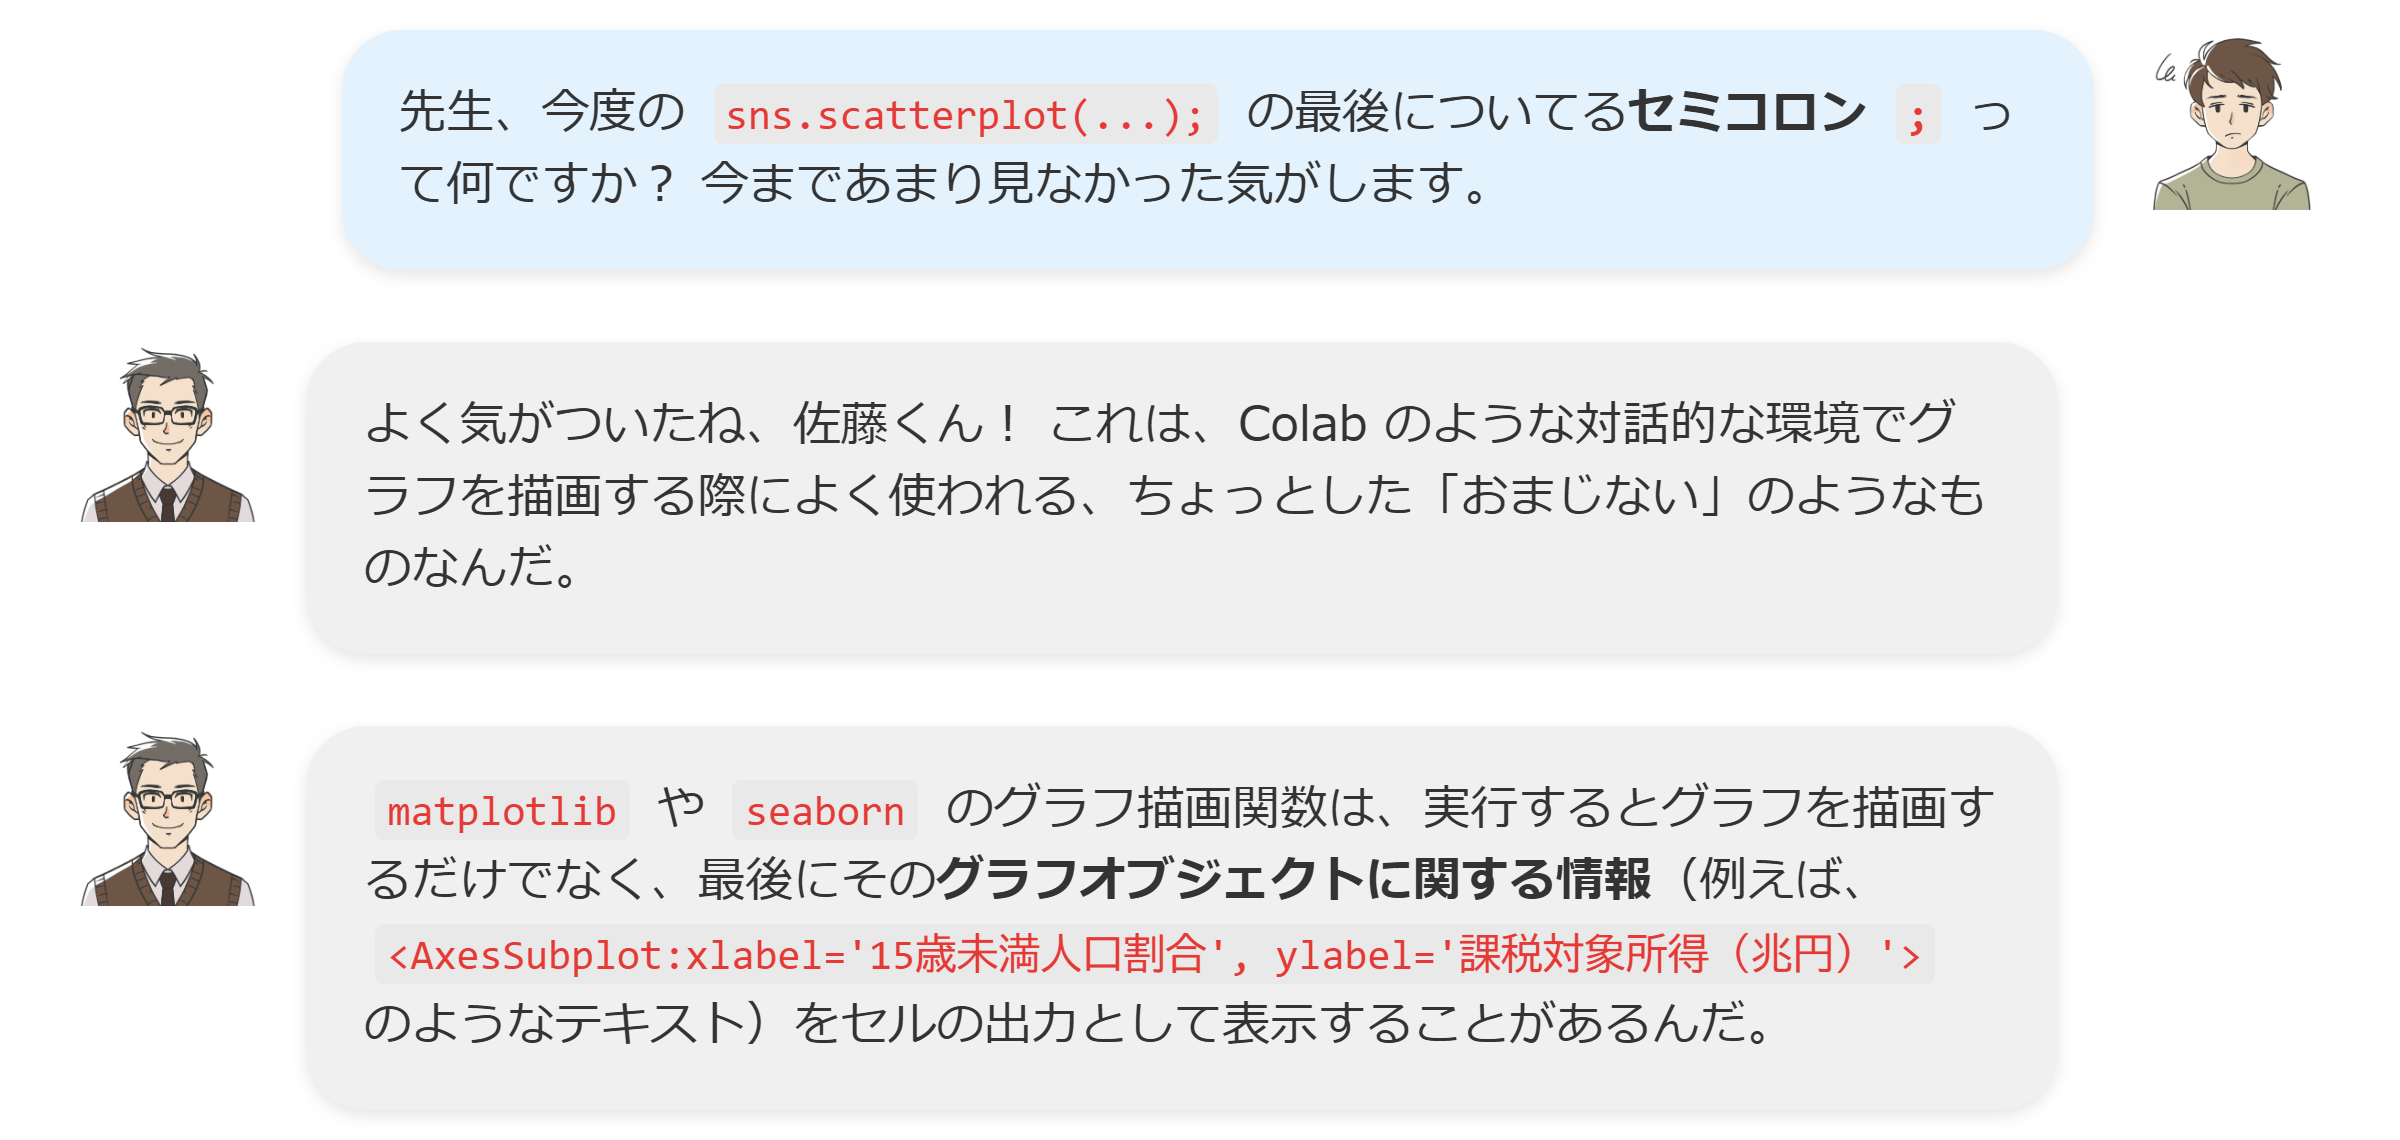 先生、今度の sns.scatterplot(...); の最後についてるセミコロン ; っ
て何ですか？ 今まであまり見なかった気がします。
よく気がついたね、佐藤くん！ これは、Colab のような対話的な環境でグ
ラフを描画する際によく使われる、ちょっとした「おまじない」のようなも
のなんだ。
matplotlib や seaborn のグラフ描画関数は、実行するとグラフを描画す
るだけでなく、最後にそのグラフオブジェクトに関する情報（例えば、
<AxesSubplot:xlabel='15歳未満人口割合', ylabel='課税対象所得（兆円）'>
のようなテキスト）をセルの出力として表示することがあるんだ。